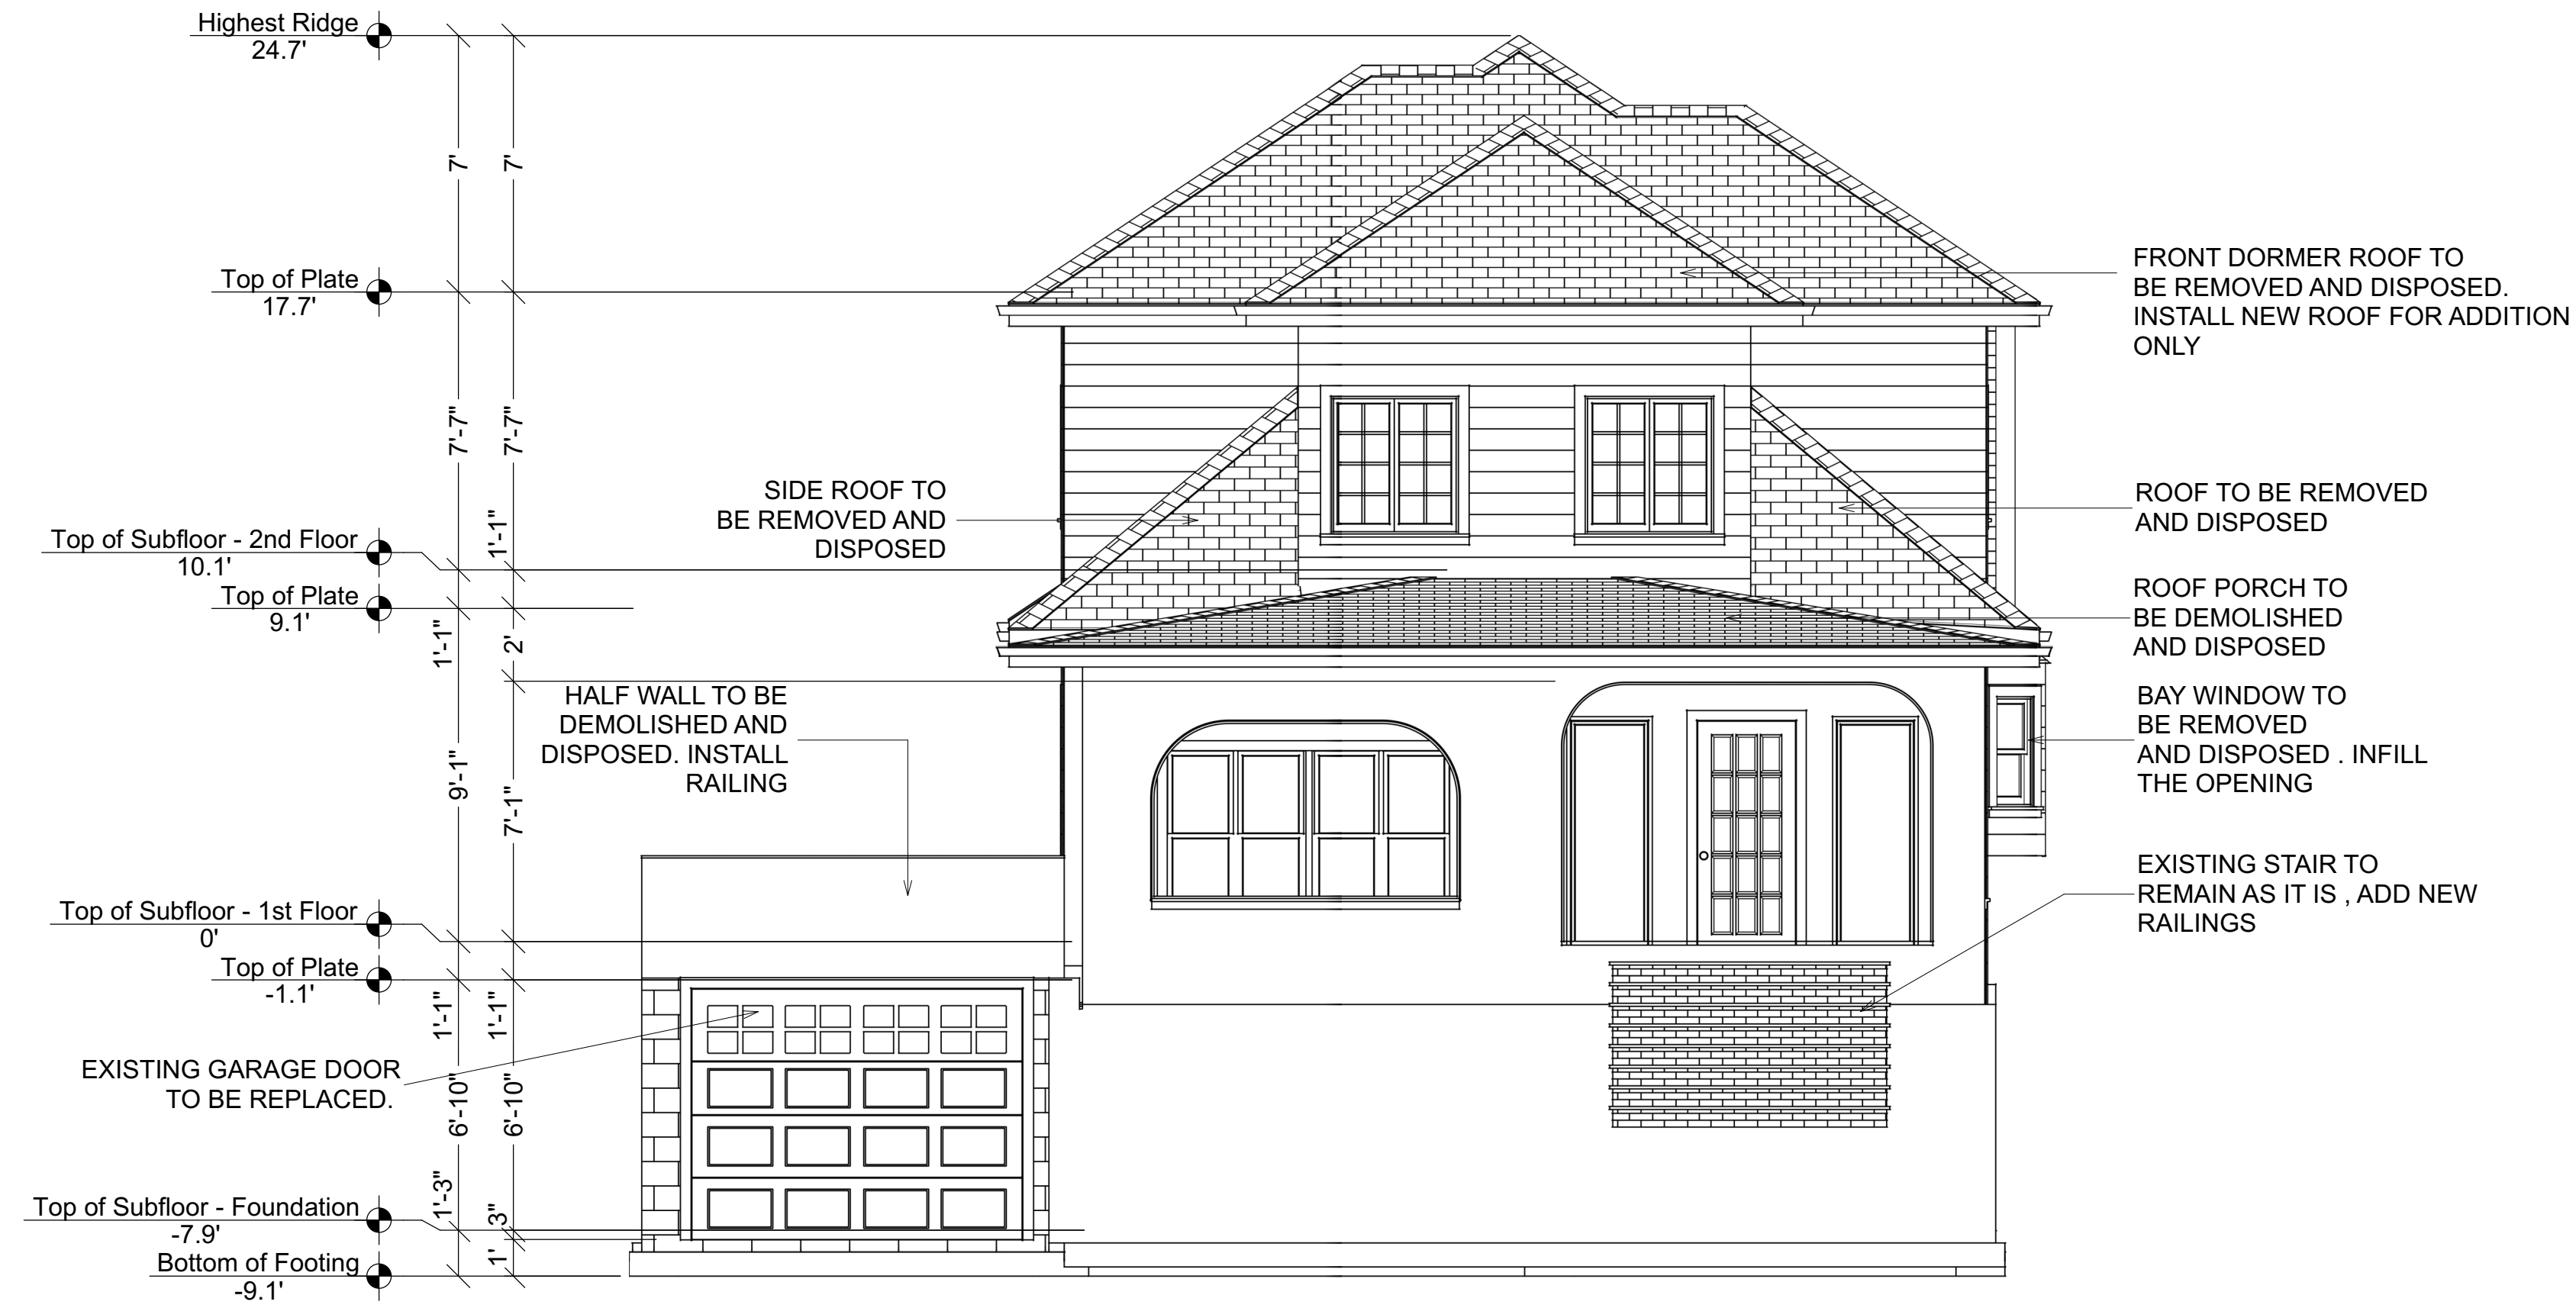 Highest Ridge
24.7'
7'
7'
Top of Plate
17.7'
7'-7"
7'-7"
Top of Subfloor - 2nd Floor
10.1'
1'-1"
Top of Plate
9.1'
1'-1"
2'
9'-1"
7'-1"
Top of Subfloor - 1st Floor
0'
Top of Plate
-1.1'
1'-1"
1'-1"
6'-10"
6'-10"
Top of Subfloor - Foundation
-7.9'
1'-3"
3"
1'
Bottom of Footing
-9.1'
SIDE ROOF TO
BE REMOVED AND
DISPOSED
HALF WALL TO BE
DEMOLISHED AND
DISPOSED. INSTALL
RAILING
EXISTING GARAGE DOOR
TO BE REPLACED.
FRONT DORMER ROOF TO
BE REMOVED AND DISPOSED.
INSTALL NEW ROOF FOR ADDITION
ONLY
ROOF TO BE REMOVED
AND DISPOSED
ROOF PORCH TO
BE DEMOLISHED
AND DISPOSED
BAY WINDOW TO
BE REMOVED
AND DISPOSED . INFILL
THE OPENING
EXISTING STAIR TO
REMAIN AS IT IS , ADD NEW
RAILINGS